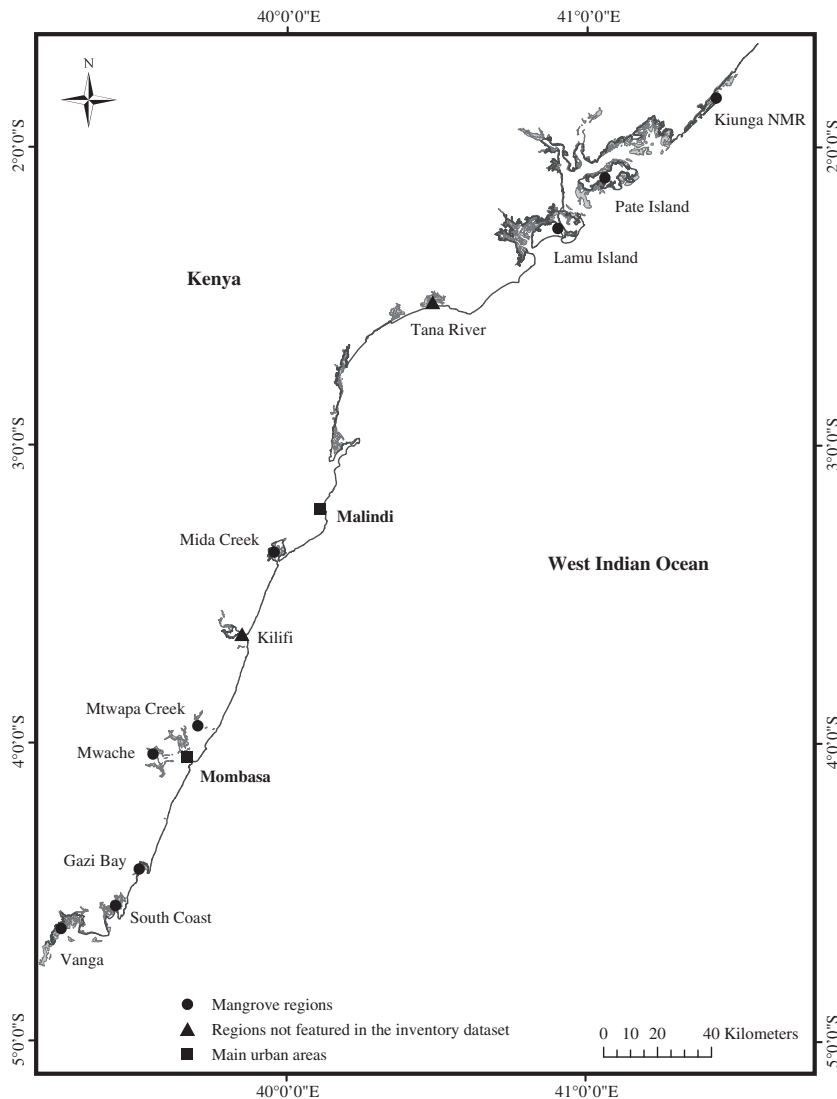 40°0'0"E 41°0'0"E
N
Kiunga NMR
2°0'0"S 2°0'0"S
Pate Island
Lamu Island
Kenya
Tana River
3°0'0"S 3°0'0"S
Malindi
Mida Creek
West Indian Ocean
Kilifi
Mtwapa Creek
4°0'0"S 4°0'0"S
Mwache
Mombasa
Gazi Bay
South Coast
Vanga
Mangrove regions
Regions not featured in the inventory dataset
Main urban areas
0 10 20 40 Kilometers
5°0'0"S 5°0'0"S
40°0'0"E 41°0'0"E